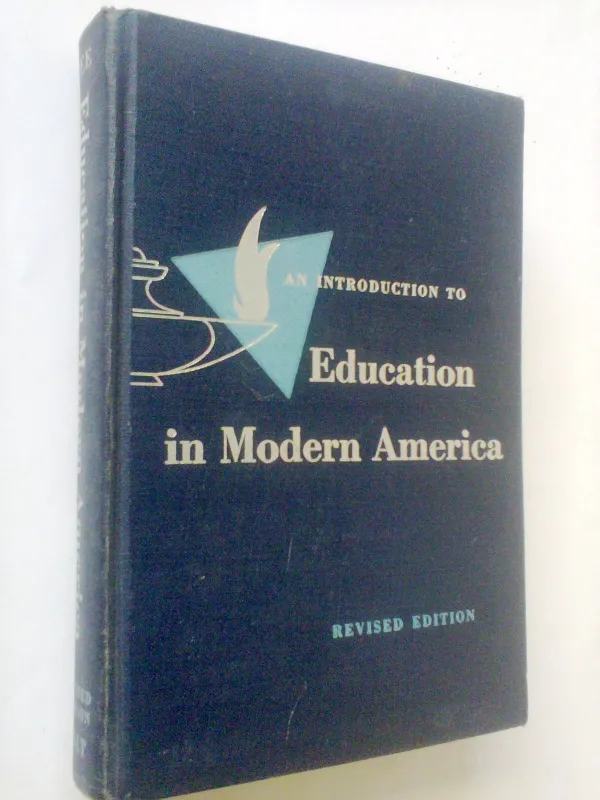 AN INTRODUCTION TO
Education
in Modern America
REVISED EDITION
Education in Modern America